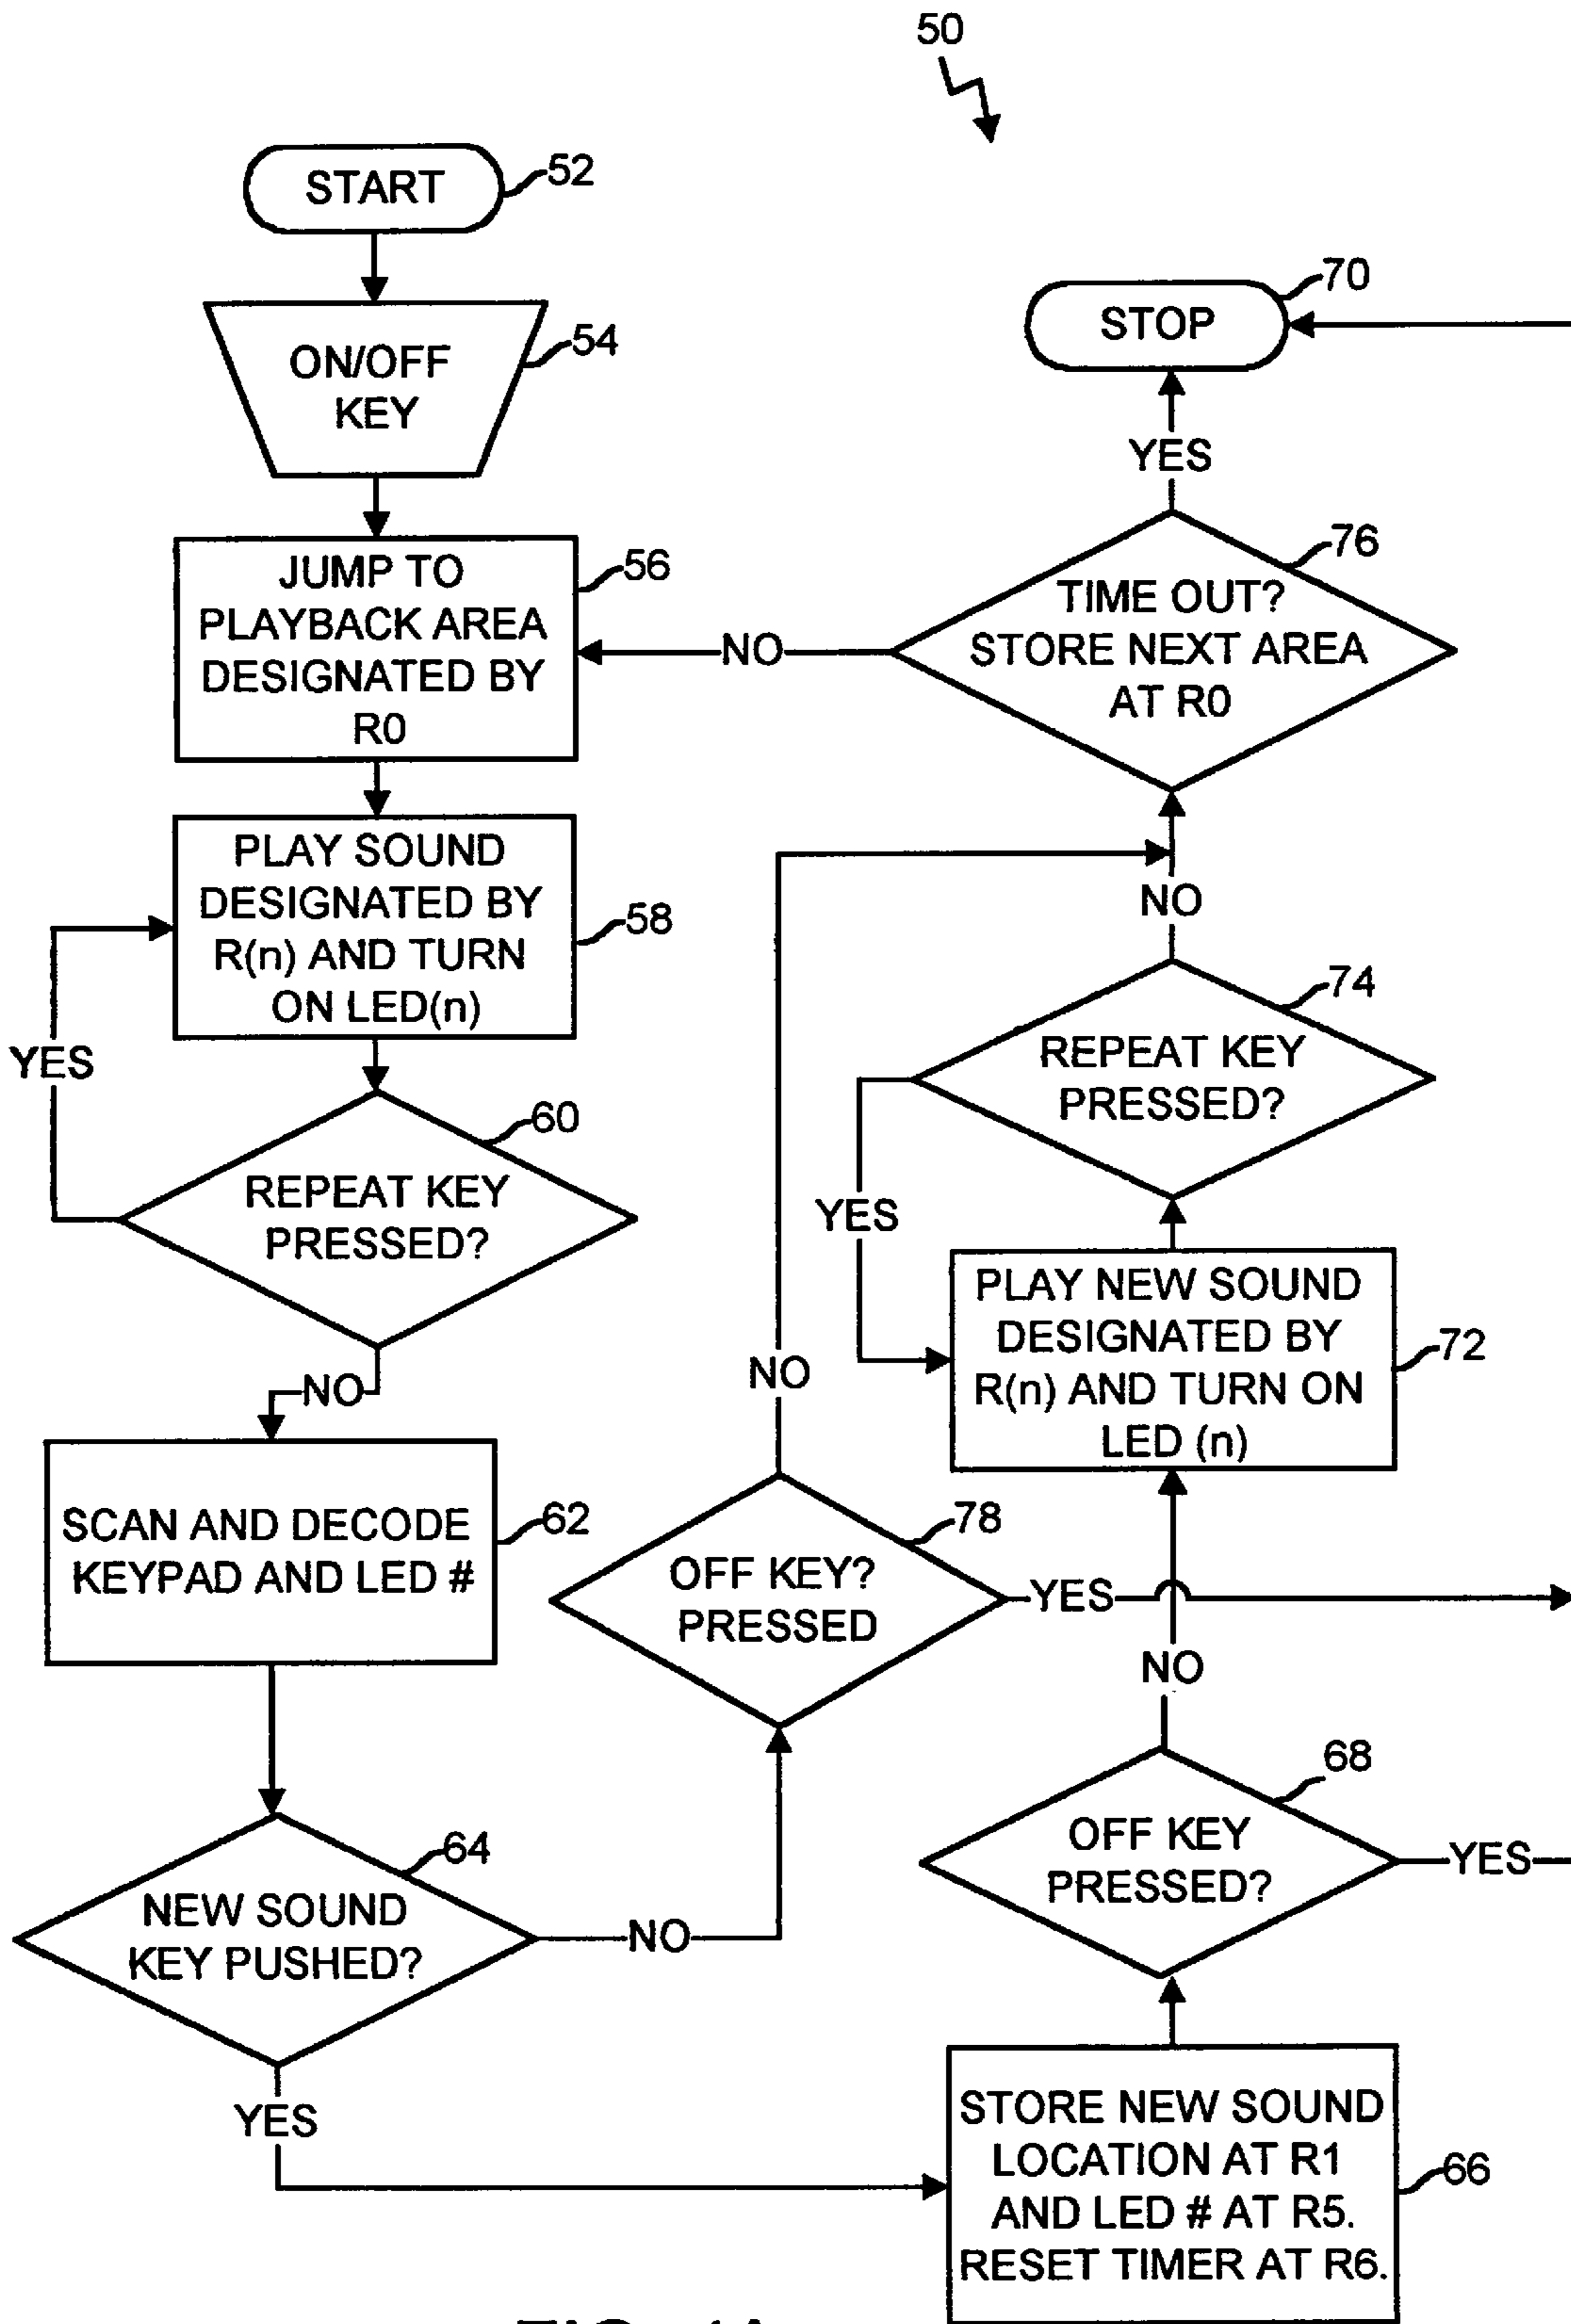 50
START
52
ON/OFF
KEY
54
JUMP TO
PLAYBACK AREA
DESIGNATED BY
R0
56
PLAY SOUND
DESIGNATED BY
R(n) AND TURN
ON LED(n)
58
YES
REPEAT KEY
PRESSED?
60
NO
SCAN AND DECODE
KEYPAD AND LED #
62
NEW SOUND
KEY PUSHED?
64
NO
YES
OFF KEY?
PRESSED
78
YES
NO
STORE NEW SOUND
LOCATION AT R1
AND LED # AT R5.
RESET TIMER AT R6.
66
OFF KEY
PRESSED?
68
YES
NO
PLAY NEW SOUND
DESIGNATED BY
R(n) AND TURN ON
LED (n)
72
REPEAT KEY
PRESSED?
74
YES
NO
TIME OUT?
STORE NEXT AREA
AT R0
76
NO
YES
STOP
70